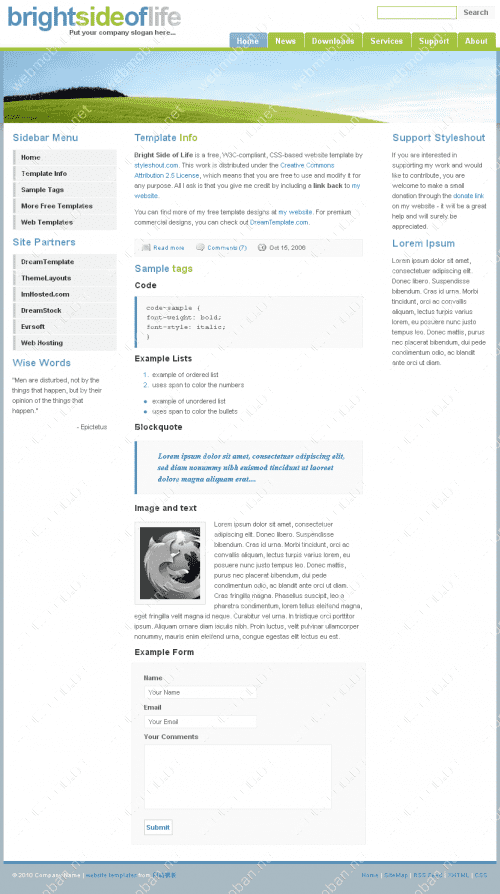 brightsideoflife
Put your company slogan here...
Search
Home News Downloads Services Support About
Sidebar Menu
Home
Template Info
Sample Tags
More Free Templates
Web Templates
Site Partners
DreamTemplate
ThemeLayouts
ImHosted.com
DreamStock
Evrsoft
Web Hosting
Wise Words
"Men are disturbed, not by the
things that happen, but by their
opinion of the things that
happen."
- Epictetus
Template Info
Bright Side of Life is a free, W3C-compliant, CSS-based website template by
styleshout.com. This work is distributed under the Creative Commons
Attribution 2.5 License, which means that you are free to use and modify it for
any purpose. All I ask is that you give me credit by including a link back to my
website.
You can find more of my free template designs at my website. For premium
commercial designs, you can check out DreamTemplate.com.
Read more Comments (7) Oct 15, 2006
Sample tags
Code
code-sample {
font-weight: bold;
font-style: italic;
}
Example Lists
1. example of ordered list
2. uses span to color the numbers
• example of unordered list
• uses span to color the bullets
Blockquote
Lorem ipsum dolor sit amet, consectetuer adipiscing elit,
sed diam nonummy nibh euismod tincidunt ut laoreet
dolore magna aliquam erat....
Image and text
Lorem ipsum dolor sit amet, consectetuer
adipiscing elit. Donec libero. Suspendisse
bibendum. Cras id urna. Morbi tincidunt, orci ac
convallis aliquam, lectus turpis varius lorem, eu
posuere nunc justo tempus leo. Donec mattis,
purus nec placerat bibendum, dui pede
condimentum odio, ac blandit ante orci ut diam.
Cras fringilla magna. Phasellus suscipit, leo a
pharetra condimentum, lorem tellus eleifend magna,
eget fringilla velit magna id neque. Curabitur vel urna. In tristique orci porttitor
ipsum. Aliquam ornare diam iaculis nibh. Proin luctus, velit pulvinar ullamcorper
nonummy, mauris enim eleifend urna, congue egestas elit lectus eu est.
Example Form
Name
Your Name
Email
Your Email
Your Comments
Submit
Support Styleshout
If you are interested in
supporting my work and would
like to contribute, you are
welcome to make a small
donation through the donate link
on my website - it will be a great
help and will surely be
appreciated.
Lorem Ipsum
Lorem ipsum dolor sit amet,
consectetuer adipiscing elit.
Donec libero. Suspendisse
bibendum. Cras id urna. Morbi
tincidunt, orci ac convallis
aliquam, lectus turpis varius
lorem, eu posuere nunc justo
tempus leo. Donec mattis, purus
nec placerat bibendum, dui pede
condimentum odio, ac blandit
ante orci ut diam.
© 2010 Company Name | website templates from
Home | SiteMap | RSS Feed | XHTML | CSS